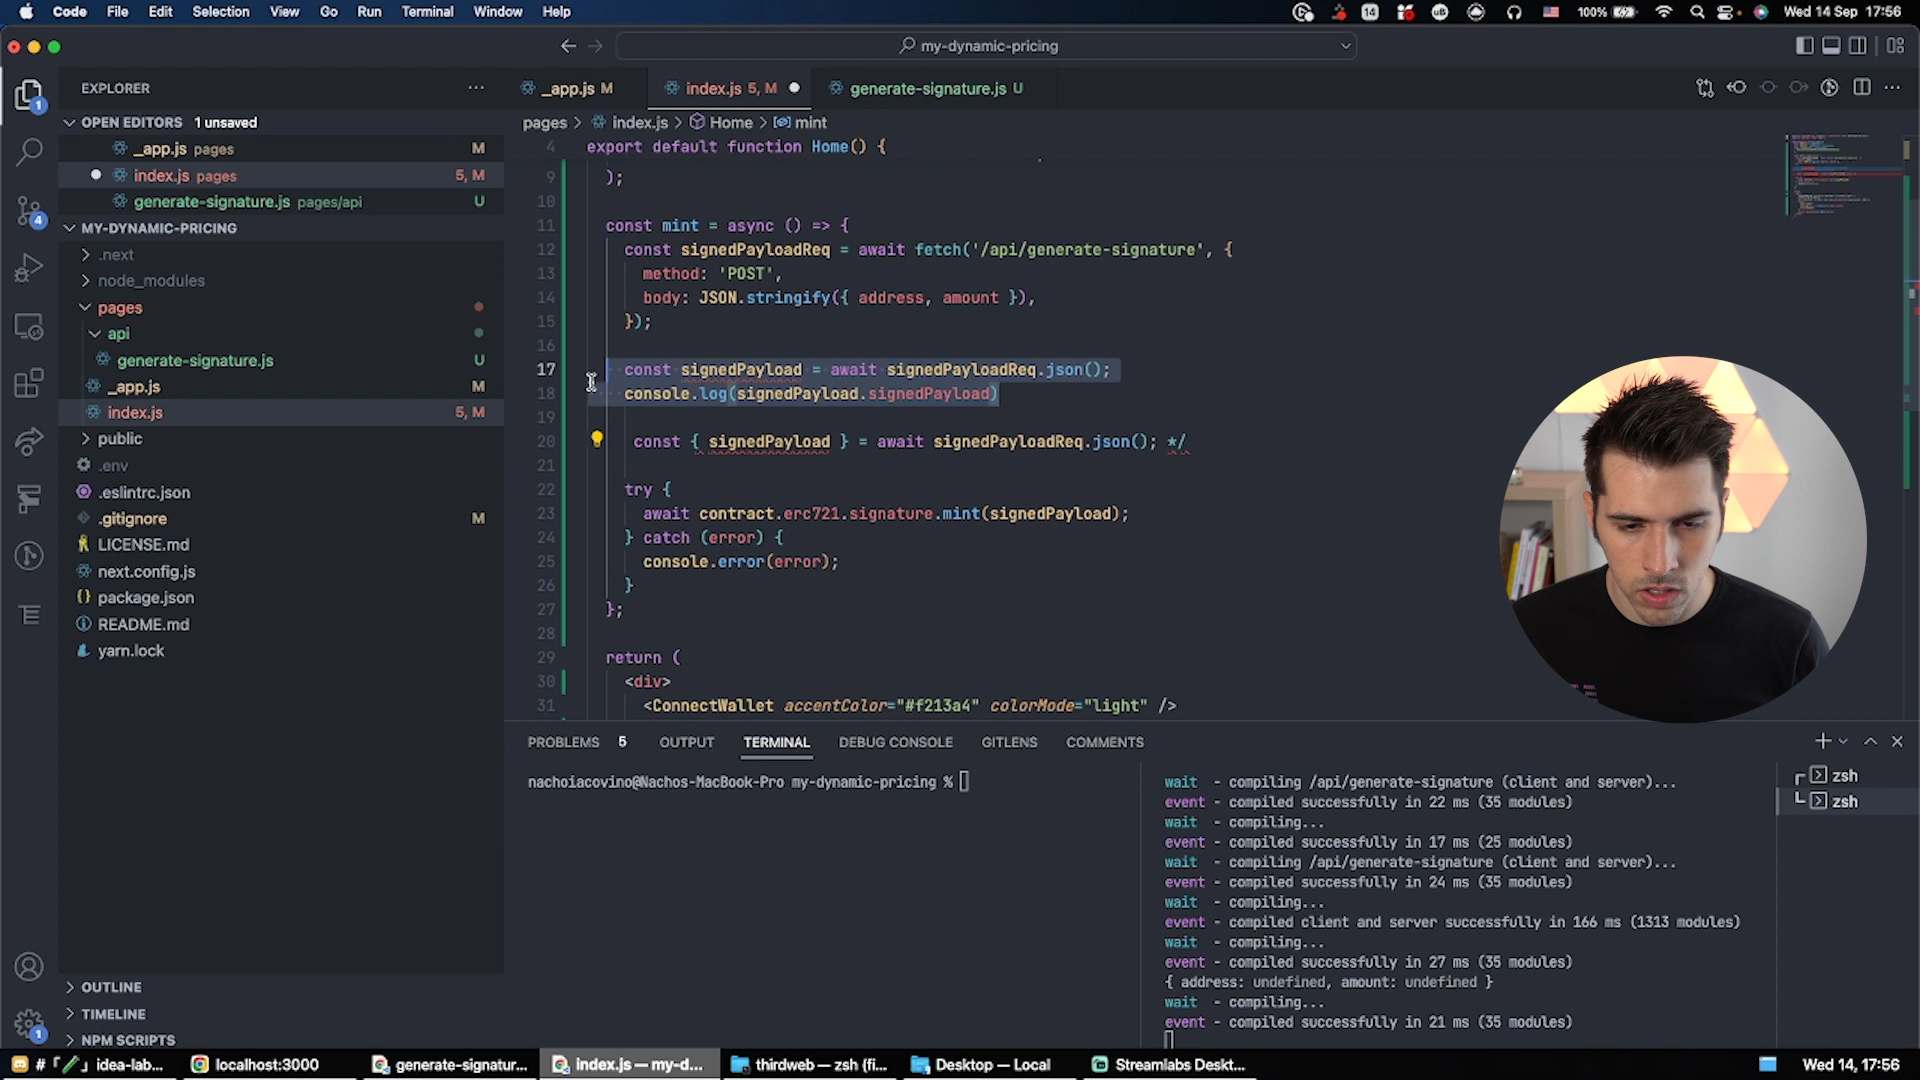 Code File Edit Selection View Go Run Terminal Window Help
14 100% Wed 14 Sep 17:56
my-dynamic-pricing
EXPLORER
_app.js M
index.js 5, M
generate-signature.js U
OPEN EDITORS 1 unsaved
_app.js pages M
index.js pages 5, M
generate-signature.js pages/api U
MY-DYNAMIC-PRICING
.next
node_modules
pages
api
generate-signature.js U
_app.js M
index.js 5, M
public
.env
.eslintrc.json
.gitignore M
LICENSE.md
next.config.js
package.json
README.md
yarn.lock
OUTLINE
TIMELINE
NPM SCRIPTS
pages > index.js > Home > mint
4 export default function Home() {
9 );
10
11 const mint = async () => {
12 const signedPayloadReq = await fetch('/api/generate-signature', {
13 method: 'POST',
14 body: JSON.stringify({ address, amount }),
15 });
16
17 const signedPayload = await signedPayloadReq.json();
18 console.log(signedPayload.signedPayload)
19
20 const { signedPayload } = await signedPayloadReq.json(); */
21
22 try {
23 await contract.erc721.signature.mint(signedPayload);
24 } catch (error) {
25 console.error(error);
26 }
27 };
28
29 return (
30 <div>
31 <ConnectWallet accentColor="#f213a4" colorMode="light" />
PROBLEMS 5 OUTPUT TERMINAL DEBUG CONSOLE GITLENS COMMENTS
nachoiacovino@Nachos-MacBook-Pro my-dynamic-pricing %
wait - compiling /api/generate-signature (client and server)...
event - compiled successfully in 22 ms (35 modules)
wait - compiling...
event - compiled successfully in 17 ms (25 modules)
wait - compiling /api/generate-signature (client and server)...
event - compiled successfully in 24 ms (35 modules)
wait - compiling...
event - compiled client and server successfully in 166 ms (1313 modules)
wait - compiling...
event - compiled successfully in 27 ms (35 modules)
{ address: undefined, amount: undefined }
wait - compiling...
event - compiled successfully in 21 ms (35 modules)
zsh
zsh
1
4
1
# 「 」 idea-lab...
localhost:3000
generate-signatur...
index.js — my-d...
thirdweb — zsh (fi...
Desktop — Local
Streamlabs Deskt...
Wed 14, 17:56